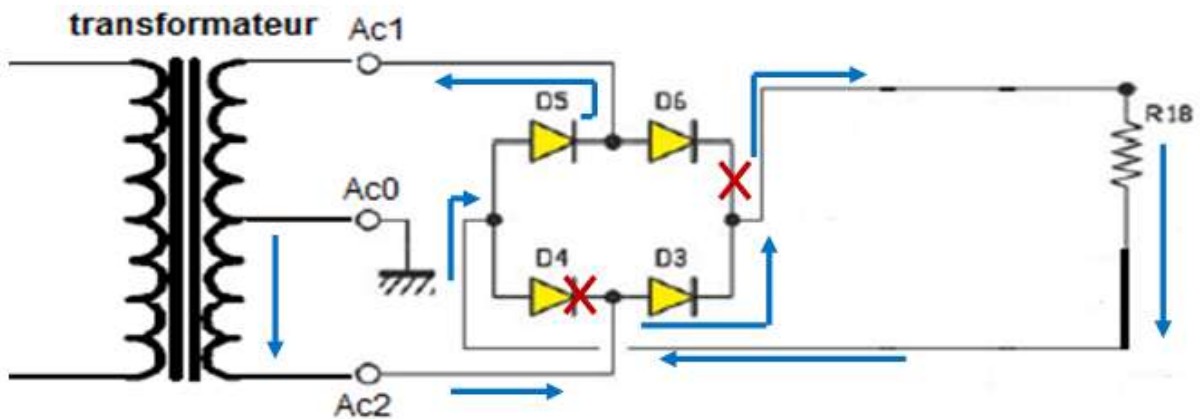 transformateur
Ac1
D5
D6
R18
Ac0
D4
D3
Ac2